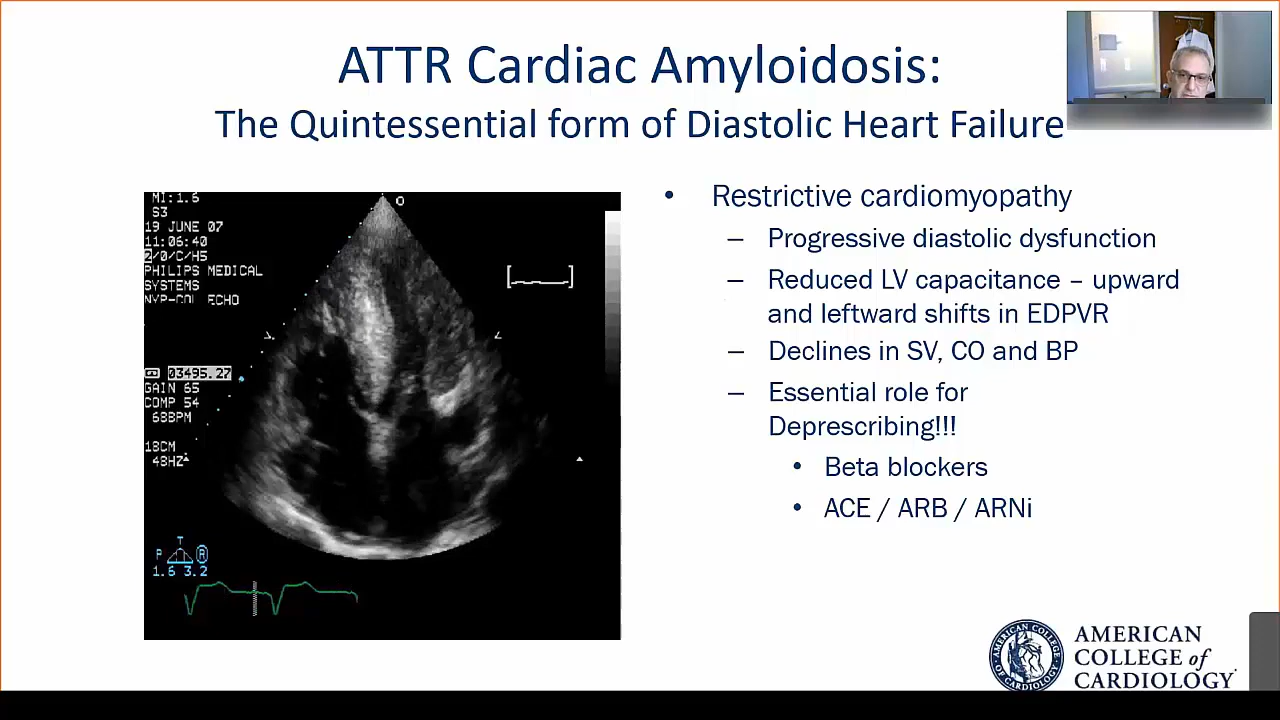 ATTR Cardiac Amyloidosis:
The Quintessential form of Diastolic Heart Failure
MI:1.6
S3
19 JUNE 07
11:06:40
2/0/C/H5
PHILIPS MEDICAL
SYSTEMS
NYP-COL ECHO
03495.27
GAIN 65
COMP 54
68BPM
18CM
48HZ
T
P R
1.6 3.2
• Restrictive cardiomyopathy
– Progressive diastolic dysfunction
– Reduced LV capacitance – upward
and leftward shifts in EDPVR
– Declines in SV, CO and BP
– Essential role for
Deprescribing!!!
• Beta blockers
• ACE / ARB / ARNi
AMERICAN
COLLEGE of
CARDIOLOGY